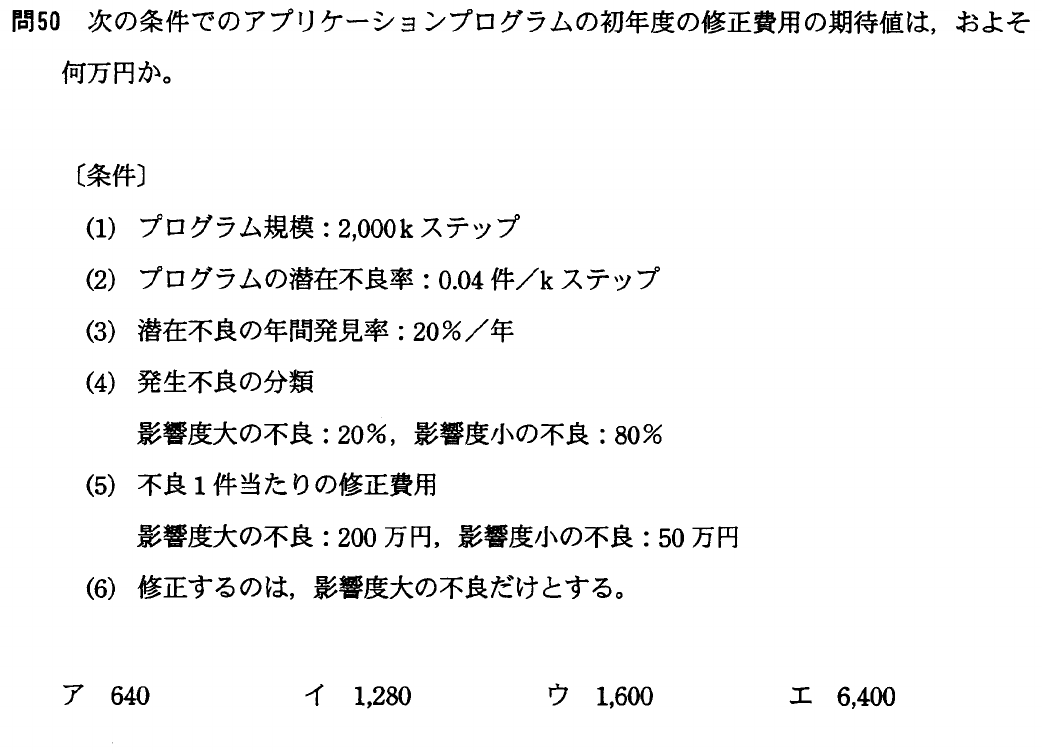 問50 次の条件でのアプリケーションプログラムの初年度の修正費用の期待値は，およそ
何万円か。
〔条件〕
(1) プログラム規模：2,000kステップ
(2) プログラムの潜在不良率：0.04件／kステップ
(3) 潜在不良の年間発見率：20％／年
(4) 発生不良の分類
影響度大の不良：20％，影響度小の不良：80％
(5) 不良1件当たりの修正費用
影響度大の不良：200万円，影響度小の不良：50万円
(6) 修正するのは，影響度大の不良だけとする。
ア 640 イ 1,280 ウ 1,600 エ 6,400